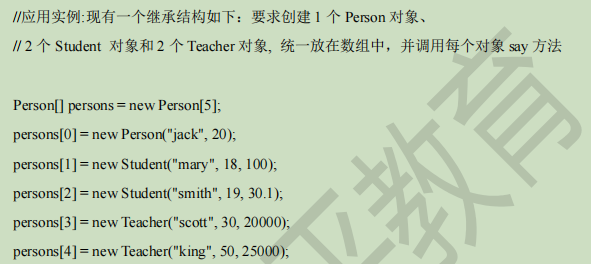 //应用实例:现有一个继承结构如下：要求创建 1 个 Person 对象、
// 2 个 Student 对象和 2 个 Teacher 对象, 统一放在数组中，并调用每个对象 say 方法
Person[] persons = new Person[5];
persons[0] = new Person("jack", 20);
persons[1] = new Student("mary", 18, 100);
persons[2] = new Student("smith", 19, 30.1);
persons[3] = new Teacher("scott", 30, 20000);
persons[4] = new Teacher("king", 50, 25000);
平教育